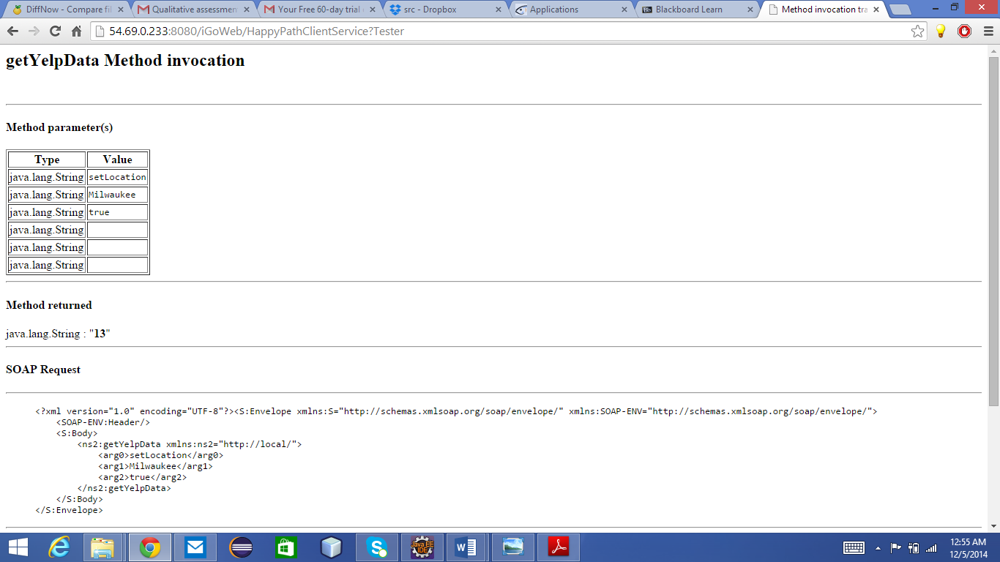 DiffNow - Compare fil
Qualitative assessmen
Your Free 60-day trial
src - Dropbox
Applications
Blackboard Learn
Method invocation tra
54.69.0.233:8080/iGoWeb/HappyPathClientService?Tester
getYelpData Method invocation
Method parameter(s)
Type Value
java.lang.String setLocation
java.lang.String Milwaukee
java.lang.String true
java.lang.String
java.lang.String
java.lang.String
Method returned
java.lang.String : "13"
SOAP Request
<?xml version="1.0" encoding="UTF-8"?><S:Envelope xmlns:S="http://schemas.xmlsoap.org/soap/envelope/" xmlns:SOAP-ENV="http://schemas.xmlsoap.org/soap/envelope/">
<SOAP-ENV:Header/>
<S:Body>
<ns2:getYelpData xmlns:ns2="http://local/">
<arg0>setLocation</arg0>
<arg1>Milwaukee</arg1>
<arg2>true</arg2>
</ns2:getYelpData>
</S:Body>
</S:Envelope>
Java EE
IDE
12:55 AM
12/5/2014